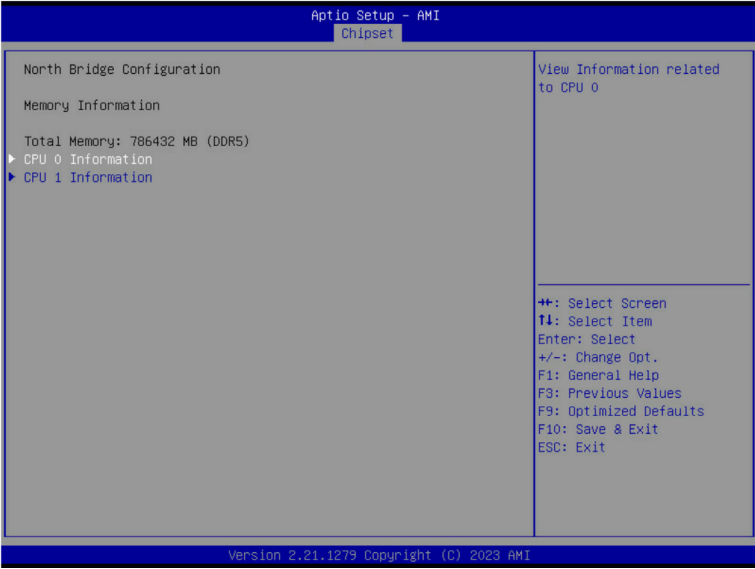 Aptio Setup – AMI
Chipset
North Bridge Configuration
Memory Information
Total Memory: 786432 MB (DDR5)
CPU 0 Information
CPU 1 Information
View Information related
to CPU 0
→←: Select Screen
↑↓: Select Item
Enter: Select
+/-: Change Opt.
F1: General Help
F3: Previous Values
F9: Optimized Defaults
F10: Save & Exit
ESC: Exit
Version 2.21.1279 Copyright (C) 2023 AMI